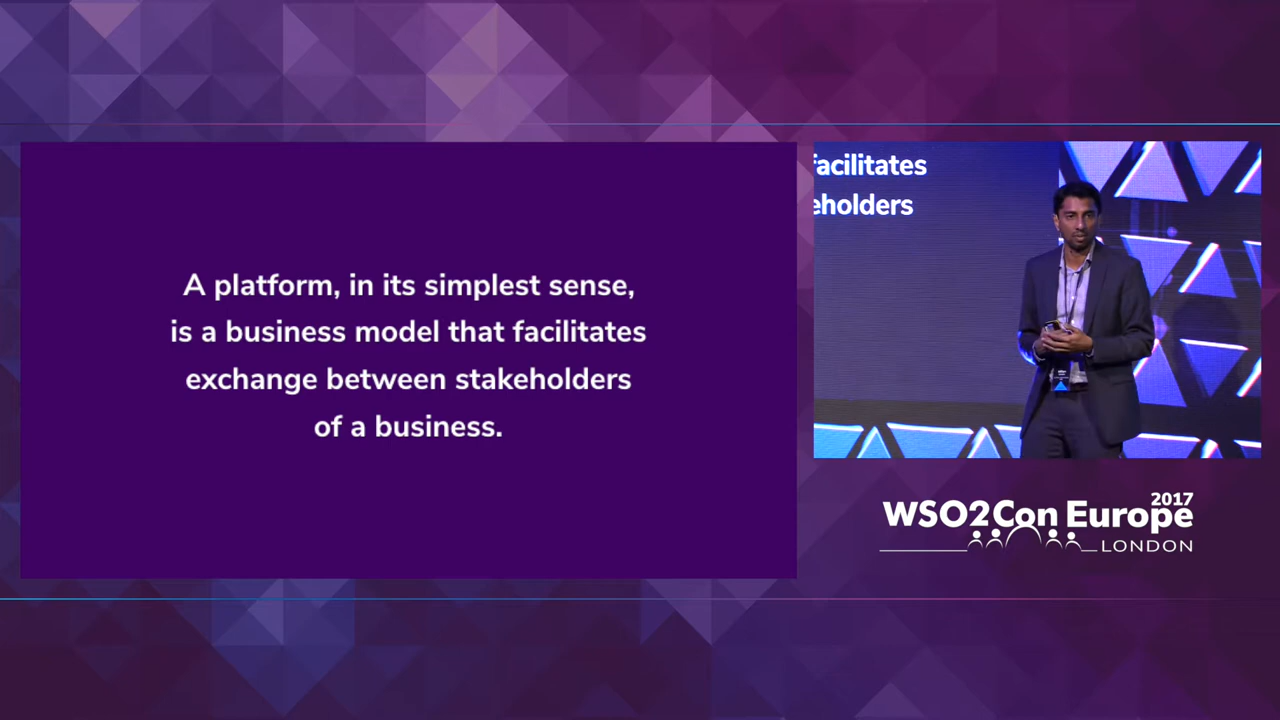 A platform, in its simplest sense,
is a business model that facilitates
exchange between stakeholders
of a business.
facilitates
eholders
2017
WSO2Con Europe
LONDON